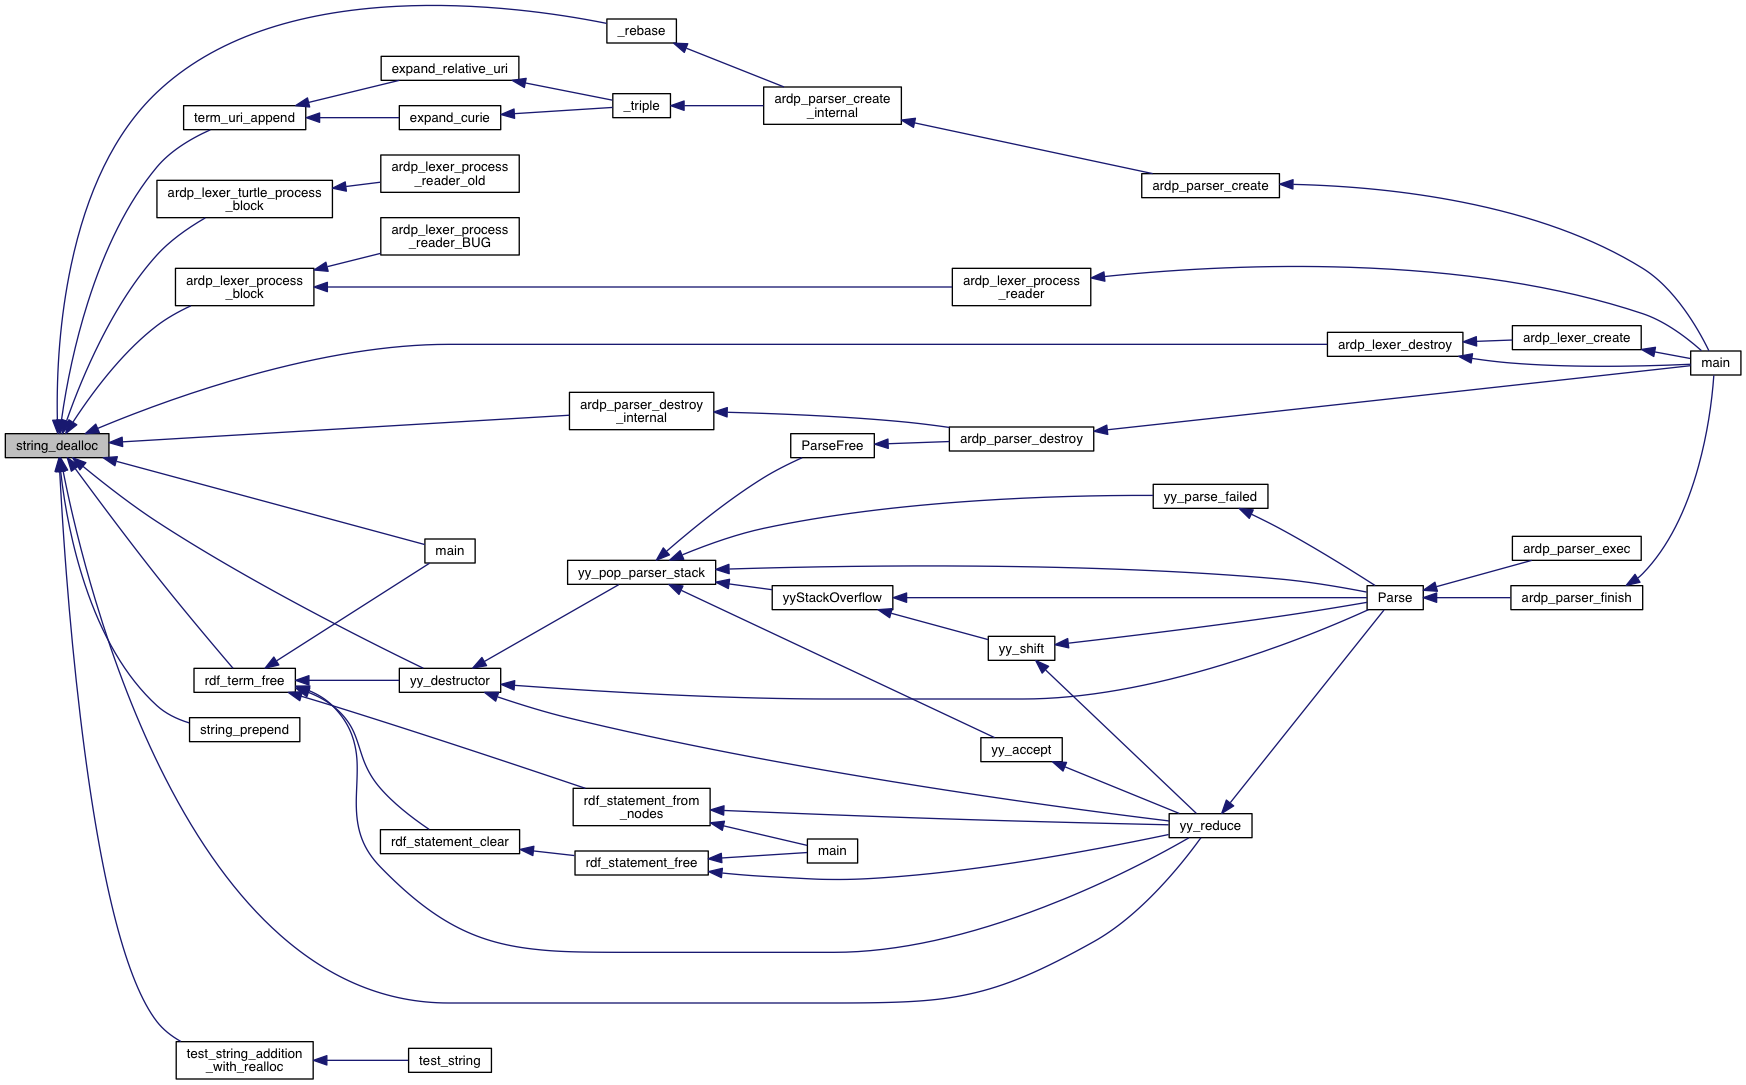 _rebase
expand_relative_uri
term_uri_append
expand_curie
_triple
ardp_parser_create
_internal
ardp_lexer_process
_reader_old
ardp_lexer_turtle_process
_block
ardp_parser_create
ardp_lexer_process
_reader_BUG
ardp_lexer_process
_block
ardp_lexer_process
_reader
ardp_lexer_destroy
ardp_lexer_create
main
ardp_parser_destroy
_internal
string_dealloc
ParseFree
ardp_parser_destroy
yy_parse_failed
main
ardp_parser_exec
yy_pop_parser_stack
yyStackOverflow
Parse
ardp_parser_finish
yy_shift
rdf_term_free
yy_destructor
string_prepend
yy_accept
rdf_statement_from
_nodes
yy_reduce
rdf_statement_clear
main
rdf_statement_free
test_string_addition
_with_realloc
test_string